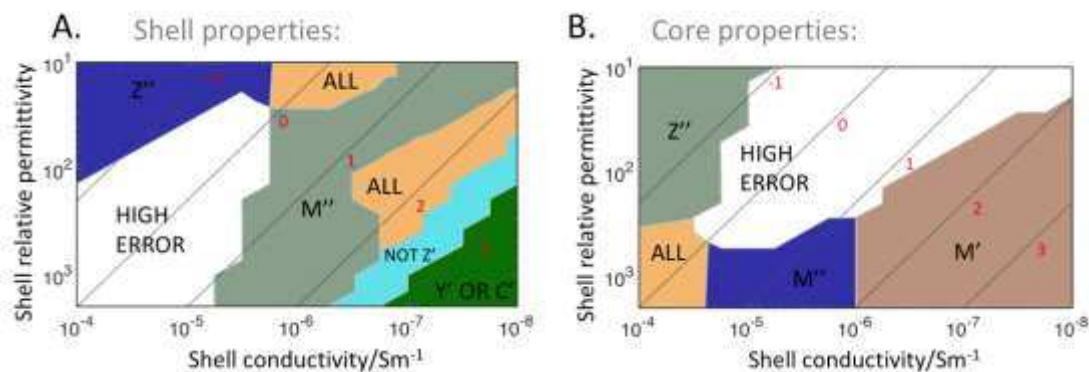 A. Shell properties:
B. Core properties:
Shell relative permittivity
10¹
10²
10³
Z''
ALL
0
1
HIGH
ERROR
M''
ALL
2
NOT Z'
Y' OR C'
10⁻⁴
10⁻⁵
10⁻⁶
10⁻⁷
10⁻⁸
Shell conductivity/Sm⁻¹
Shell relative permittivity
10¹
10²
10³
-1
Z''
0
HIGH
ERROR
1
2
ALL
M''
M'
3
10⁻⁴
10⁻⁵
10⁻⁶
10⁻⁷
10⁻⁸
Shell conductivity/Sm⁻¹